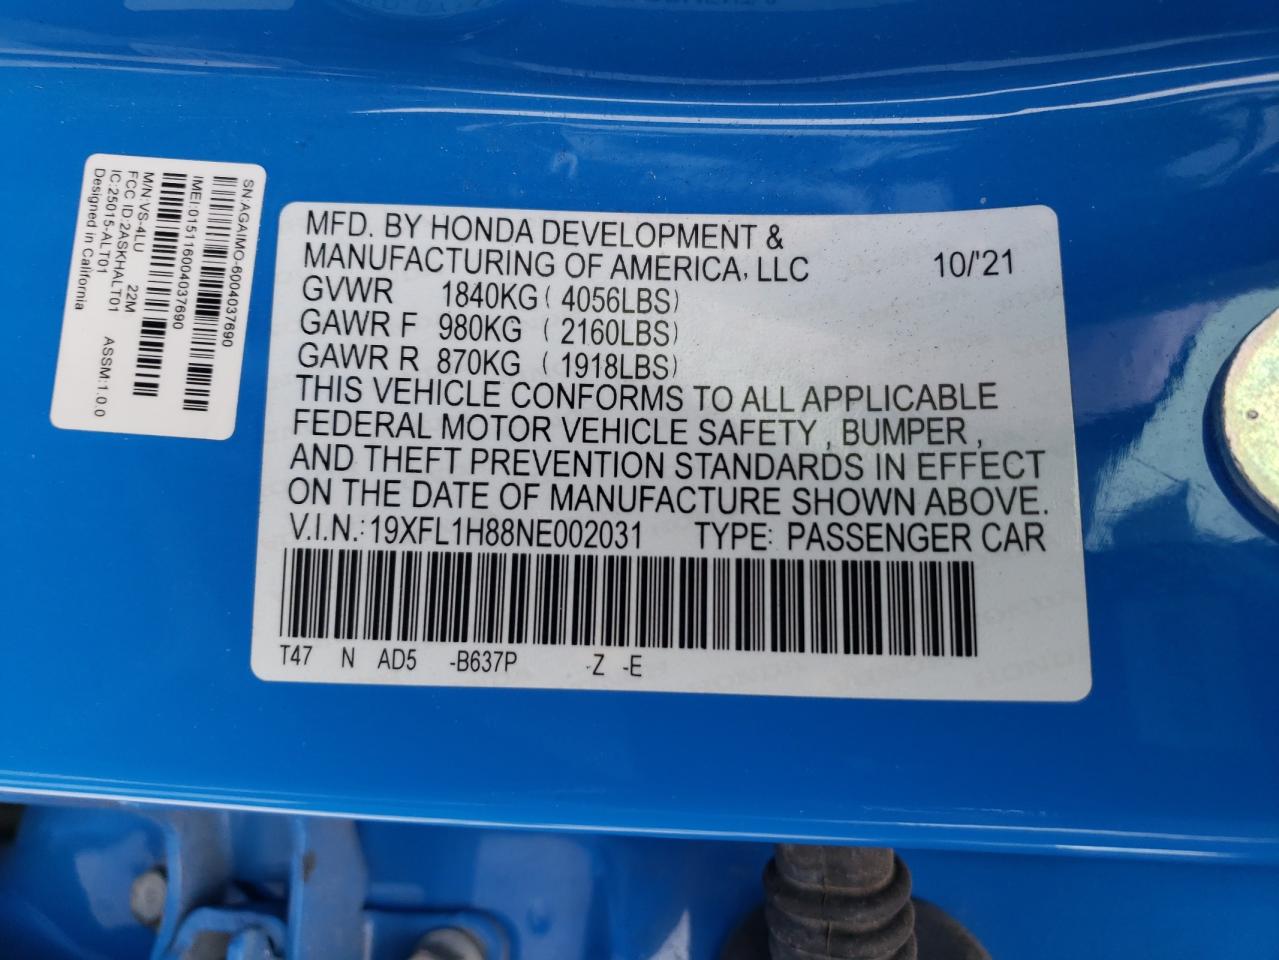 SN:AGAIMO-6004037690
IMEI:015116004037690
M/N:VS-4LU 22M
FCC ID:2ASKHALT01 ASSM:1.0.0
IC:25015-ALT01
Designed in California
MFD. BY HONDA DEVELOPMENT &
MANUFACTURING OF AMERICA, LLC 10/'21
GVWR 1840KG ( 4056LBS)
GAWR F 980KG ( 2160LBS)
GAWR R 870KG ( 1918LBS)
THIS VEHICLE CONFORMS TO ALL APPLICABLE
FEDERAL MOTOR VEHICLE SAFETY , BUMPER ,
AND THEFT PREVENTION STANDARDS IN EFFECT
ON THE DATE OF MANUFACTURE SHOWN ABOVE.
V.I.N.: 19XFL1H88NE002031 TYPE: PASSENGER CAR
T47 N AD5 -B637P -Z -E